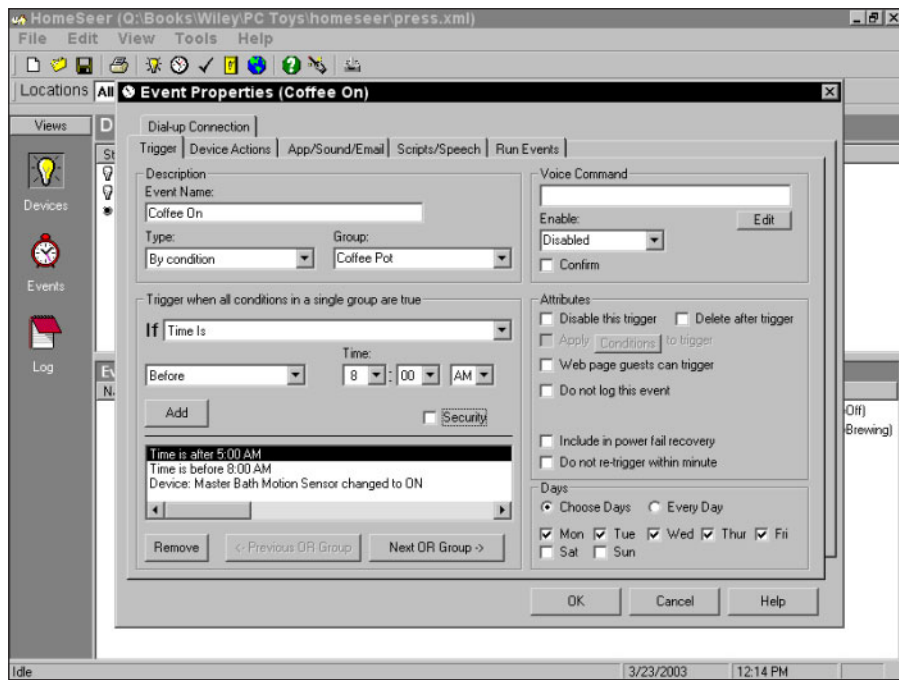 HomeSeer (Q:\Books\Wiley\PC Toys\homeseer\press.xml)
File Edit View Tools Help
Locations All
Event Properties (Coffee On)
Views
Devices
Events
Log
Dial-up Connection
Trigger Device Actions App/Sound/Email Scripts/Speech Run Events
Description
Event Name:
Coffee On
Type: Group:
By condition Coffee Pot
Trigger when all conditions in a single group are true
If Time Is
Time:
Before 8 : 00 AM
Add Security
Time is after 5:00 AM
Time is before 8:00 AM
Device: Master Bath Motion Sensor changed to ON
Remove <- Previous OR Group Next OR Group ->
Voice Command
Enable: Edit
Disabled
Confirm
Attributes
Disable this trigger Delete after trigger
Apply Conditions to trigger
Web page guests can trigger
Do not log this event
Include in power fail recovery
Do not re-trigger within minute
Days
Choose Days Every Day
Mon Tue Wed Thur Fri
Sat Sun
OK Cancel Help
Off)
Brewing)
Idle 3/23/2003 12:14 PM